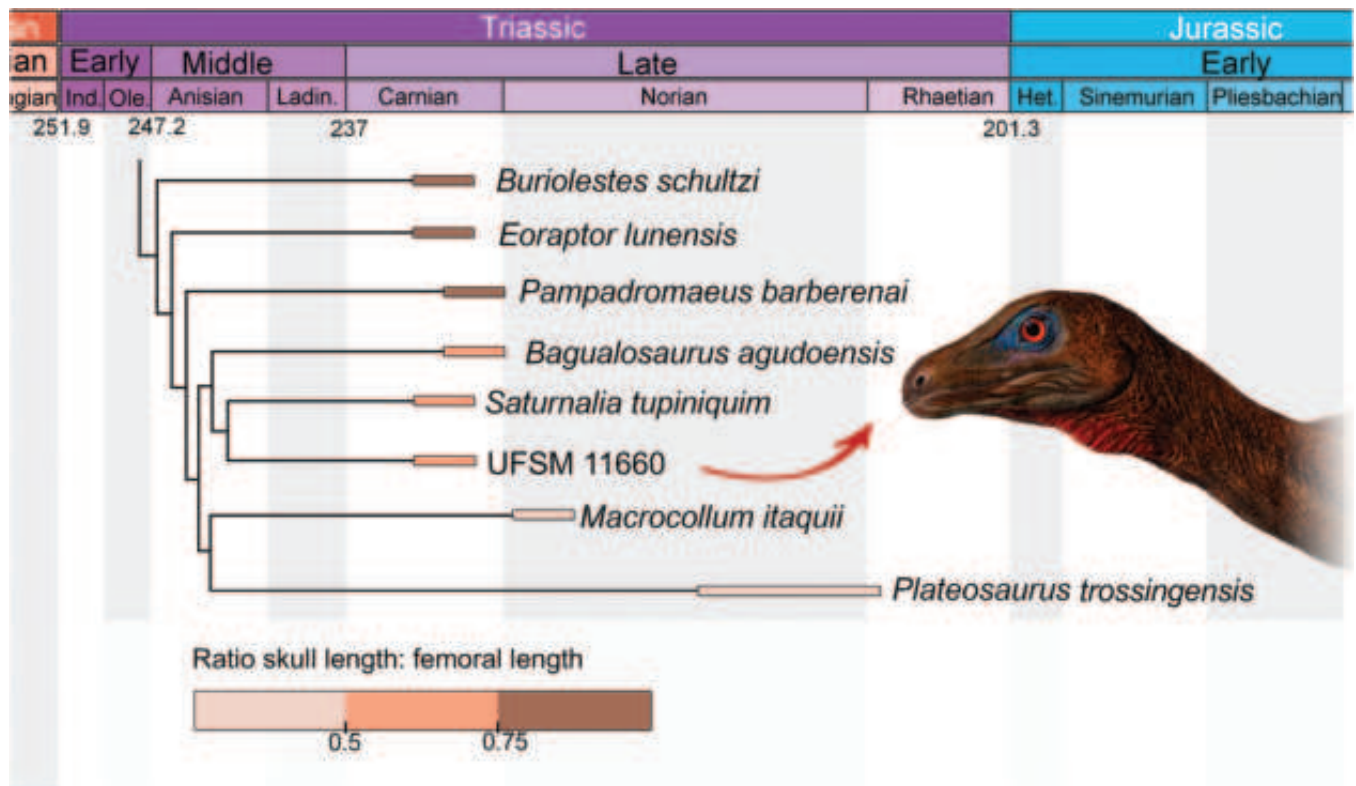 Triassic Jurassic
an Early Middle Late Early
gian Ind. Ole. Anisian Ladin. Carnian Norian Rhaetian Het. Sinemurian Pliesbachian
251.9 247.2 237 201.3
Buriolestes schultzi
Eoraptor lunensis
Pampadromaeus barberenai
Bagualosaurus agudoensis
Saturnalia tupiniquim
UFSM 11660
Macrocollum itaquii
Plateosaurus trossingensis
Ratio skull length: femoral length
0.5 0.75